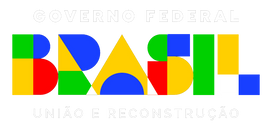 GOVERNO FEDERAL
BRASIL
UNIÃO E RECONSTRUÇÃO